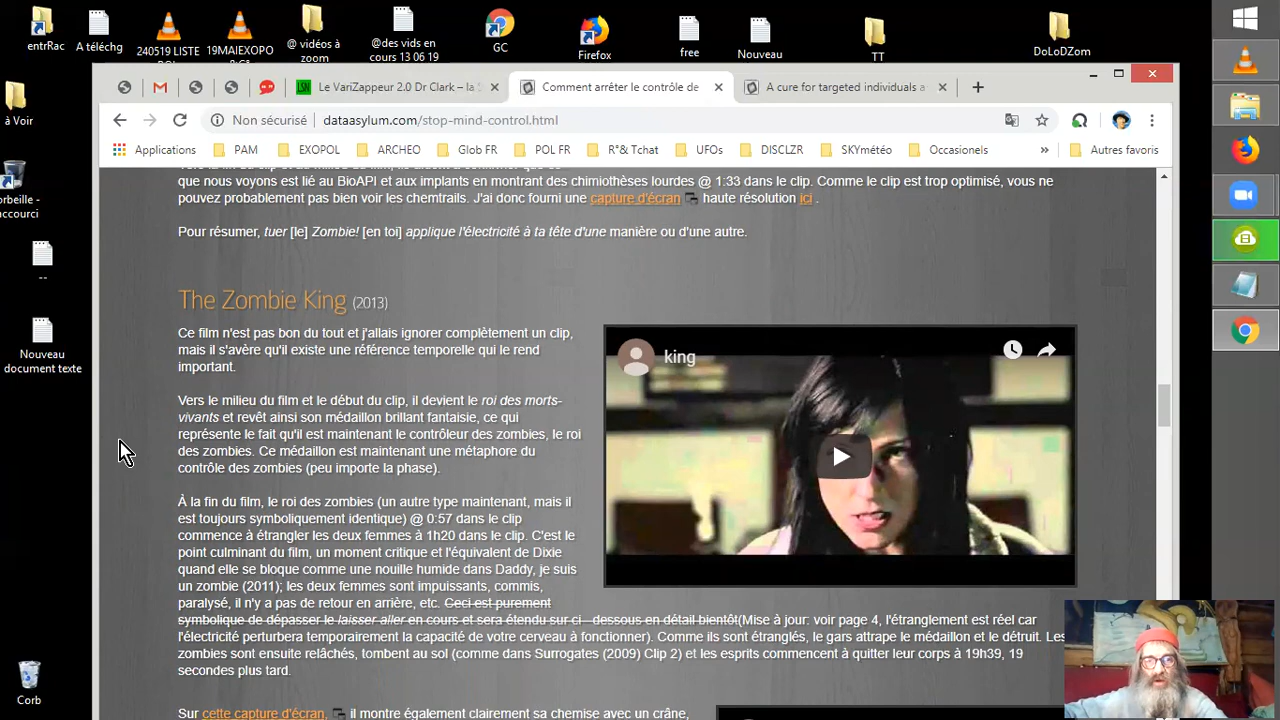 entrRac
A téléchg
240519 LISTE
19MAIEXPO
@ vidéos à
zoom
@des vids en
cours 13 06 19
GC
Firefox
free
Nouveau
TT
DoLoDZom
Le VariZappeur 2.0 Dr Clark – la
Comment arrêter le contrôle de
A cure for targeted individuals
Non sécurisé
dataasylum.com/stop-mind-control.html
Applications
PAM
EXOPOL
ARCHEO
Glob FR
POL FR
R°& Tchat
UFOs
DISCLZR
SKYmétéo
Occasionels
»
Autres favoris
que nous voyons est lié au BioAPI et aux implants en montrant des chimiothèses lourdes @ 1:33 dans le clip. Comme le clip est trop optimisé, vous ne
pouvez probablement pas bien voir les chemtrails. J'ai donc fourni une capture d'écran haute résolution ici .
Pour résumer, tuer [le] Zombie! [en toi] applique l'électricité à ta tête d'une manière ou d'une autre.
The Zombie King (2013)
Ce film n'est pas bon du tout et j'allais ignorer complètement un clip,
mais il s'avère qu'il existe une référence temporelle qui le rend
important.
king
Vers le milieu du film et le début du clip, il devient le roi des morts-
vivants et revêt ainsi son médaillon brillant fantaisie, ce qui
représente le fait qu'il est maintenant le contrôleur des zombies, le roi
des zombies. Ce médaillon est maintenant une métaphore du
contrôle des zombies (peu importe la phase).
À la fin du film, le roi des zombies (un autre type maintenant, mais il
est toujours symboliquement identique) @ 0:57 dans le clip
commence à étrangler les deux femmes à 1h20 dans le clip. C'est le
point culminant du film, un moment critique et l'équivalent de Dixie
quand elle se bloque comme une nouille humide dans Daddy, je suis
un zombie (2011); les deux femmes sont impuissants, commis,
paralysé, il n'y a pas de retour en arrière, etc. Ceci est purement
symbolique de dépasser le laisser aller en cours et sera étendu sur ci - dessous en détail bientôt(Mise à jour: voir page 4, l'étranglement est réel car
l'électricité perturbera temporairement la capacité de votre cerveau à fonctionner). Comme ils sont étranglés, le gars attrape le médaillon et le détruit. Les
zombies sont ensuite relâchés, tombent au sol (comme dans Surrogates (2009) Clip 2) et les esprits commencent à quitter leur corps à 19h39, 19
secondes plus tard.
Sur cette capture d'écran, il montre également clairement sa chemise avec un crâne,
à Voir
orbeille -
ccourci
--
Nouveau
document texte
Corb